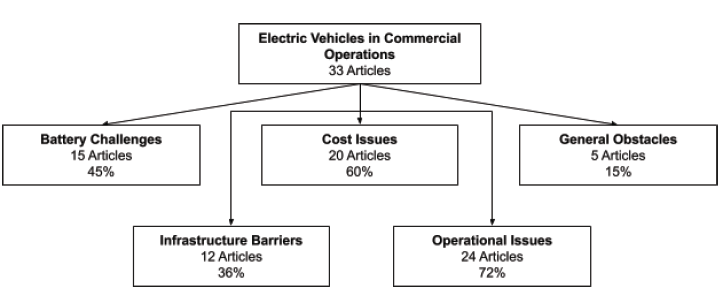 Electric Vehicles in Commercial
Operations
33 Articles
Battery Challenges
15 Articles
45%
Cost Issues
20 Articles
60%
General Obstacles
5 Articles
15%
Infrastructure Barriers
12 Articles
36%
Operational Issues
24 Articles
72%